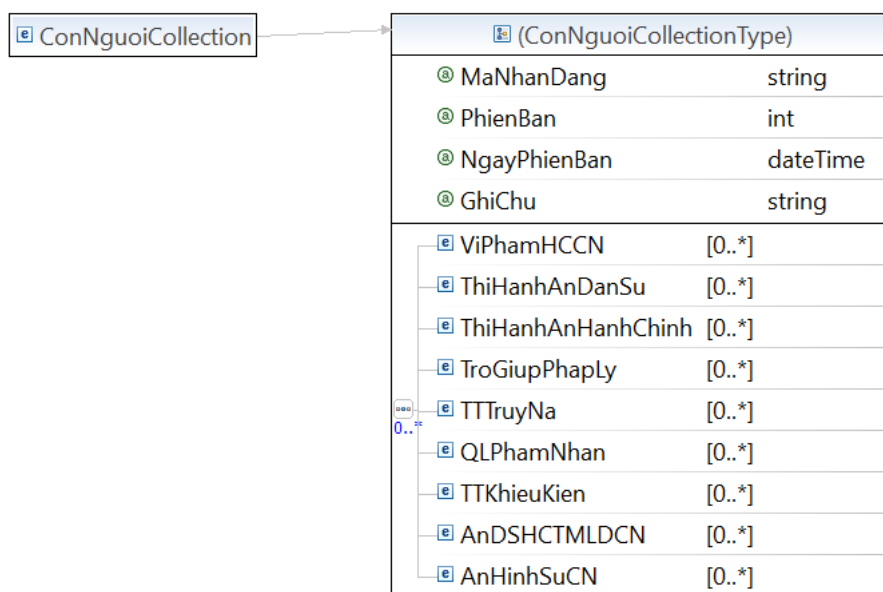 ConNguoiCollection
(ConNguoiCollectionType)
MaNhanDang string
PhienBan int
NgayPhienBan dateTime
GhiChu string
ViPhamHCCN [0..*]
ThiHanhAnDanSu [0..*]
ThiHanhAnHanhChinh [0..*]
TroGiupPhapLy [0..*]
TTTruyNa [0..*]
0..*
QLPhamNhan [0..*]
TTKhieuKien [0..*]
AnDSHCTMLDCN [0..*]
AnHinhSuCN [0..*]